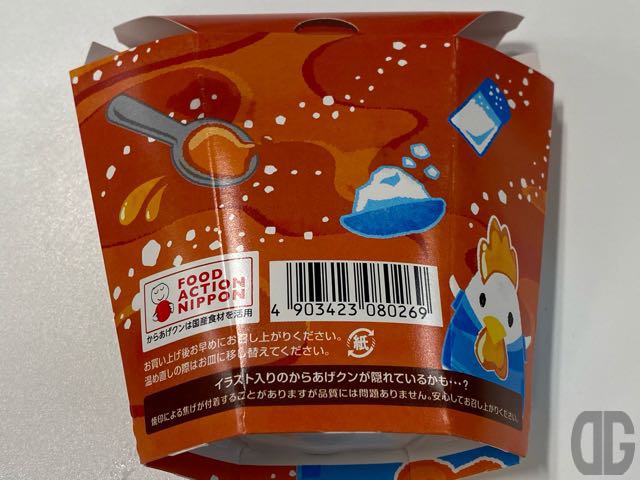 FOOD
ACTION
NIPPON
からあげクンは国産食材を活用
4 903423 080269
お買い上げ後お早めにお召し上がりください。
温め直しの際はお皿に移し替えてください。
紙
イラスト入りのからあげクンが隠れているかも…?
焼印による焦げが付着することがありますが品質には問題ありません。安心してお召し上がりください。
DG